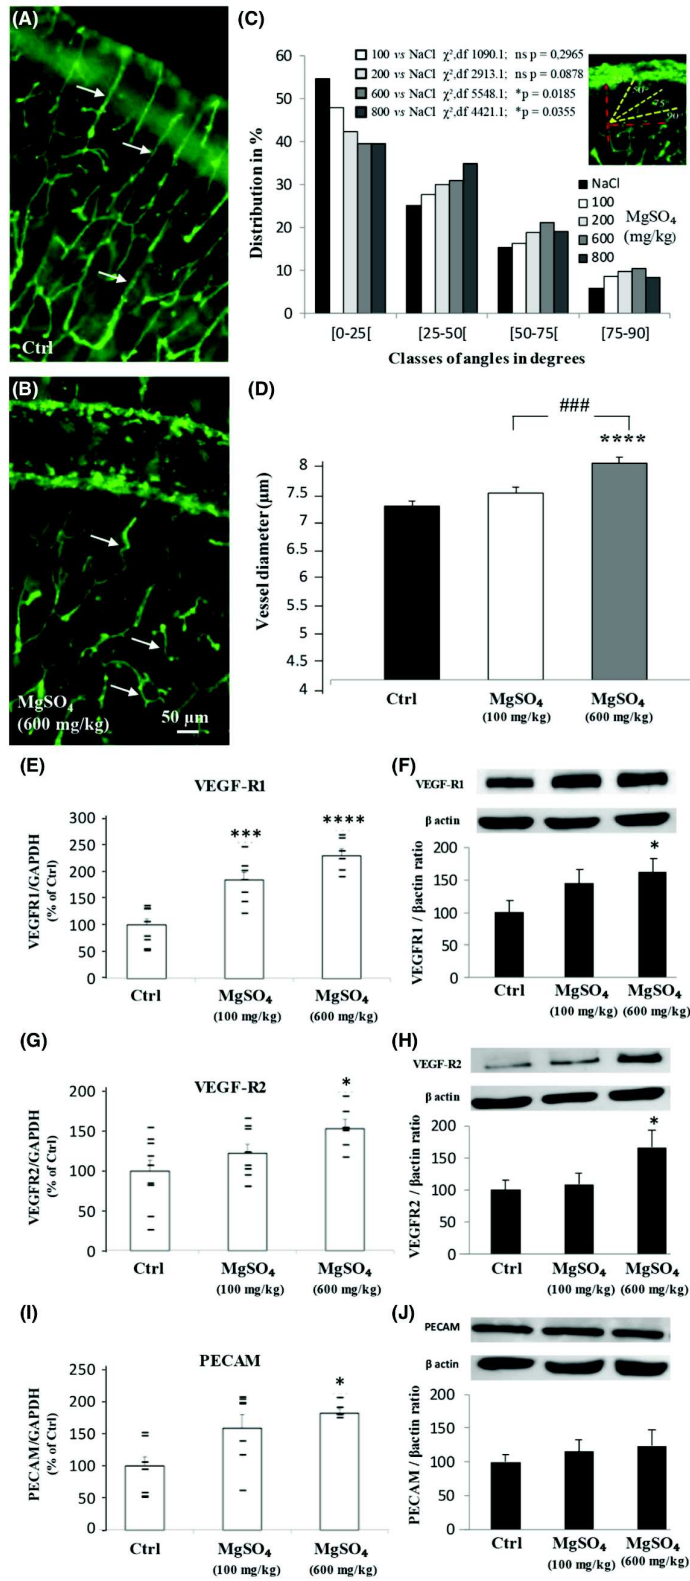 (A)
Ctrl
(B)
MgSO₄
(600 mg/kg)
50 µm
(C)
100 vs NaCl χ²,df 1090.1; ns p = 0,2965
200 vs NaCl χ²,df 2913.1; ns p = 0.0878
600 vs NaCl χ²,df 5548.1; *p = 0.0185
800 vs NaCl χ²,df 4421.1; *p = 0.0355
50°
75°
90°
NaCl
100
200
600
800
MgSO₄
(mg/kg)
Distribution in %
60
50
40
30
20
10
0
[0-25[
[25-50[
[50-75[
[75-90]
Classes of angles in degrees
(D)
###
****
Vessel diameter (µm)
8
7.5
7
6.5
6
5.5
5
4.5
4
Ctrl
MgSO₄
(100 mg/kg)
MgSO₄
(600 mg/kg)
(E)
VEGF-R1
VEGFR1/GAPDH
(% of Ctrl)
300
250
200
150
100
50
0
***
****
Ctrl
MgSO₄
(100 mg/kg)
MgSO₄
(600 mg/kg)
(F)
VEGF-R1
β actin
VEGFR1 / βactin ratio
200
150
100
50
0
*
Ctrl
MgSO₄
(100 mg/kg)
MgSO₄
(600 mg/kg)
(G)
VEGF-R2
VEGFR2/GAPDH
(% of Ctrl)
200
150
100
50
0
*
Ctrl
MgSO₄
(100 mg/kg)
MgSO₄
(600 mg/kg)
(H)
VEGF-R2
β actin
VEGFR2 / βactin ratio
200
150
100
50
0
*
Ctrl
MgSO₄
(100 mg/kg)
MgSO₄
(600 mg/kg)
(I)
PECAM
PECAM/GAPDH
(% of Ctrl)
250
200
150
100
50
0
*
Ctrl
MgSO₄
(100 mg/kg)
MgSO₄
(600 mg/kg)
(J)
PECAM
β actin
PECAM / βactin ratio
200
150
100
50
0
Ctrl
MgSO₄
(100 mg/kg)
MgSO₄
(600 mg/kg)